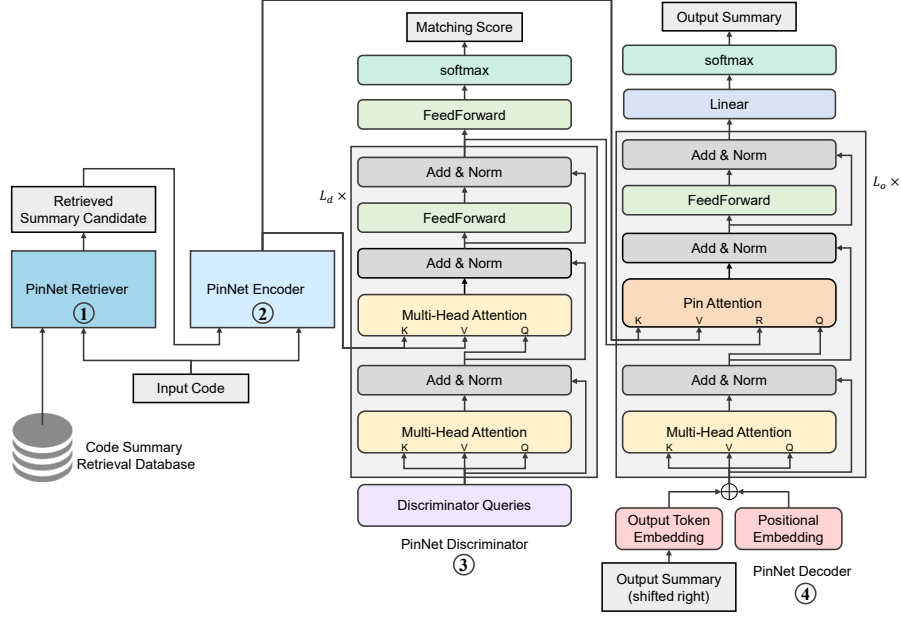 Retrieved
Summary Candidate
PinNet Retriever
①
PinNet Encoder
②
Input Code
Code Summary
Retrieval Database
Matching Score
softmax
FeedForward
L_d ×
Add & Norm
FeedForward
Add & Norm
Multi-Head Attention
K V Q
Add & Norm
Multi-Head Attention
K V Q
Discriminator Queries
PinNet Discriminator
③
Output Summary
softmax
Linear
L_o ×
Add & Norm
FeedForward
Add & Norm
Pin Attention
K V R Q
Add & Norm
Multi-Head Attention
K V Q
Output Token
Embedding
Positional
Embedding
Output Summary
(shifted right)
PinNet Decoder
④